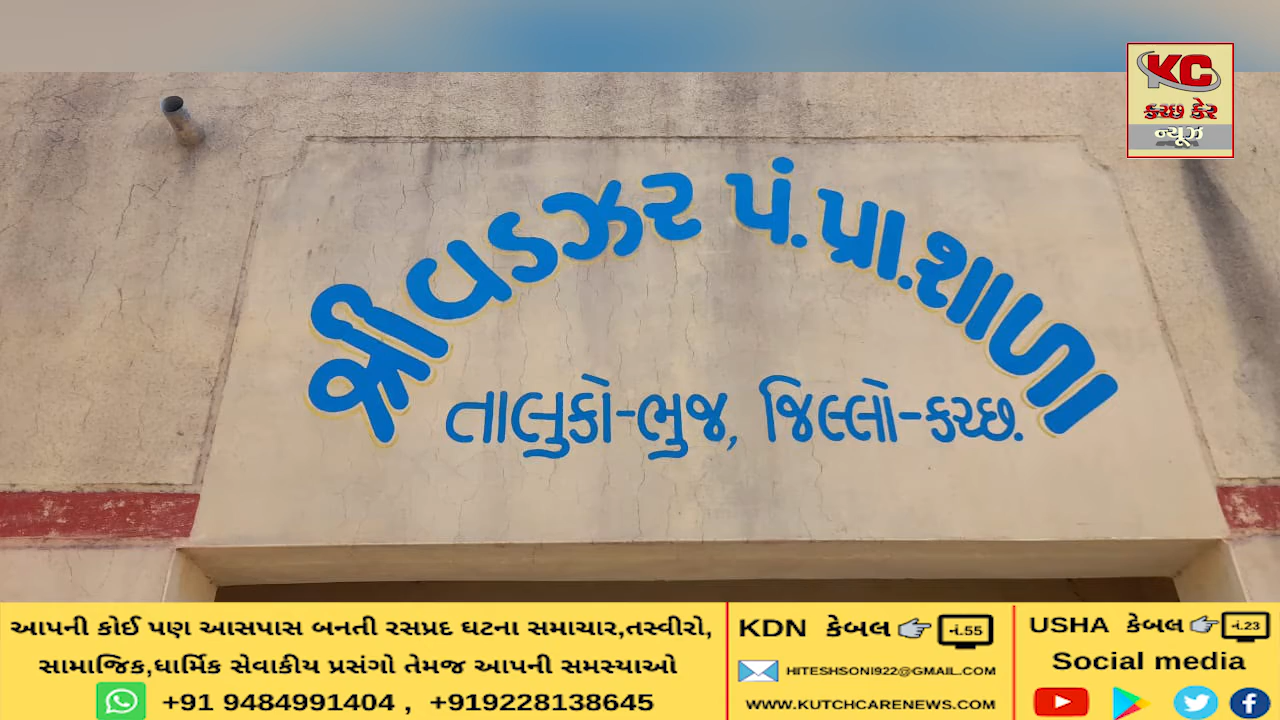 KC
કચ્છ કેર
ન્યૂઝ
શ્રી વડઝર પં.પ્રા.શાળા
તાલુકો-ભુજ, જિલ્લો-કચ્છ.
આપની કોઈ પણ આસપાસ બનતી રસપ્રદ ઘટના સમાચાર,તસ્વીરો,
સામાજિક,ધાર્મિક સેવાકીય પ્રસંગો તેમજ આપની સમસ્યાઓ
+91 9484991404 , +919228138645
KDN કેબલ નં.55
HITESHSONI922@GMAIL.COM
WWW.KUTCHCARENEWS.COM
USHA કેબલ નં.23
Social media